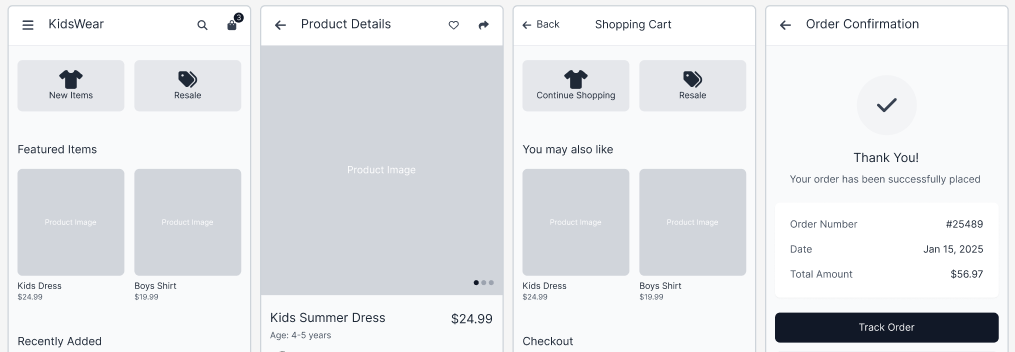 KidsWear
3
New Items
Resale
Featured Items
Product Image
Product Image
Kids Dress
$24.99
Boys Shirt
$19.99
Recently Added
Product Details
Product Image
Kids Summer Dress
$24.99
Age: 4-5 years
Back
Shopping Cart
Continue Shopping
Resale
You may also like
Product Image
Product Image
Kids Dress
$24.99
Boys Shirt
$19.99
Checkout
Order Confirmation
Thank You!
Your order has been successfully placed
Order Number #25489
Date Jan 15, 2025
Total Amount $56.97
Track Order